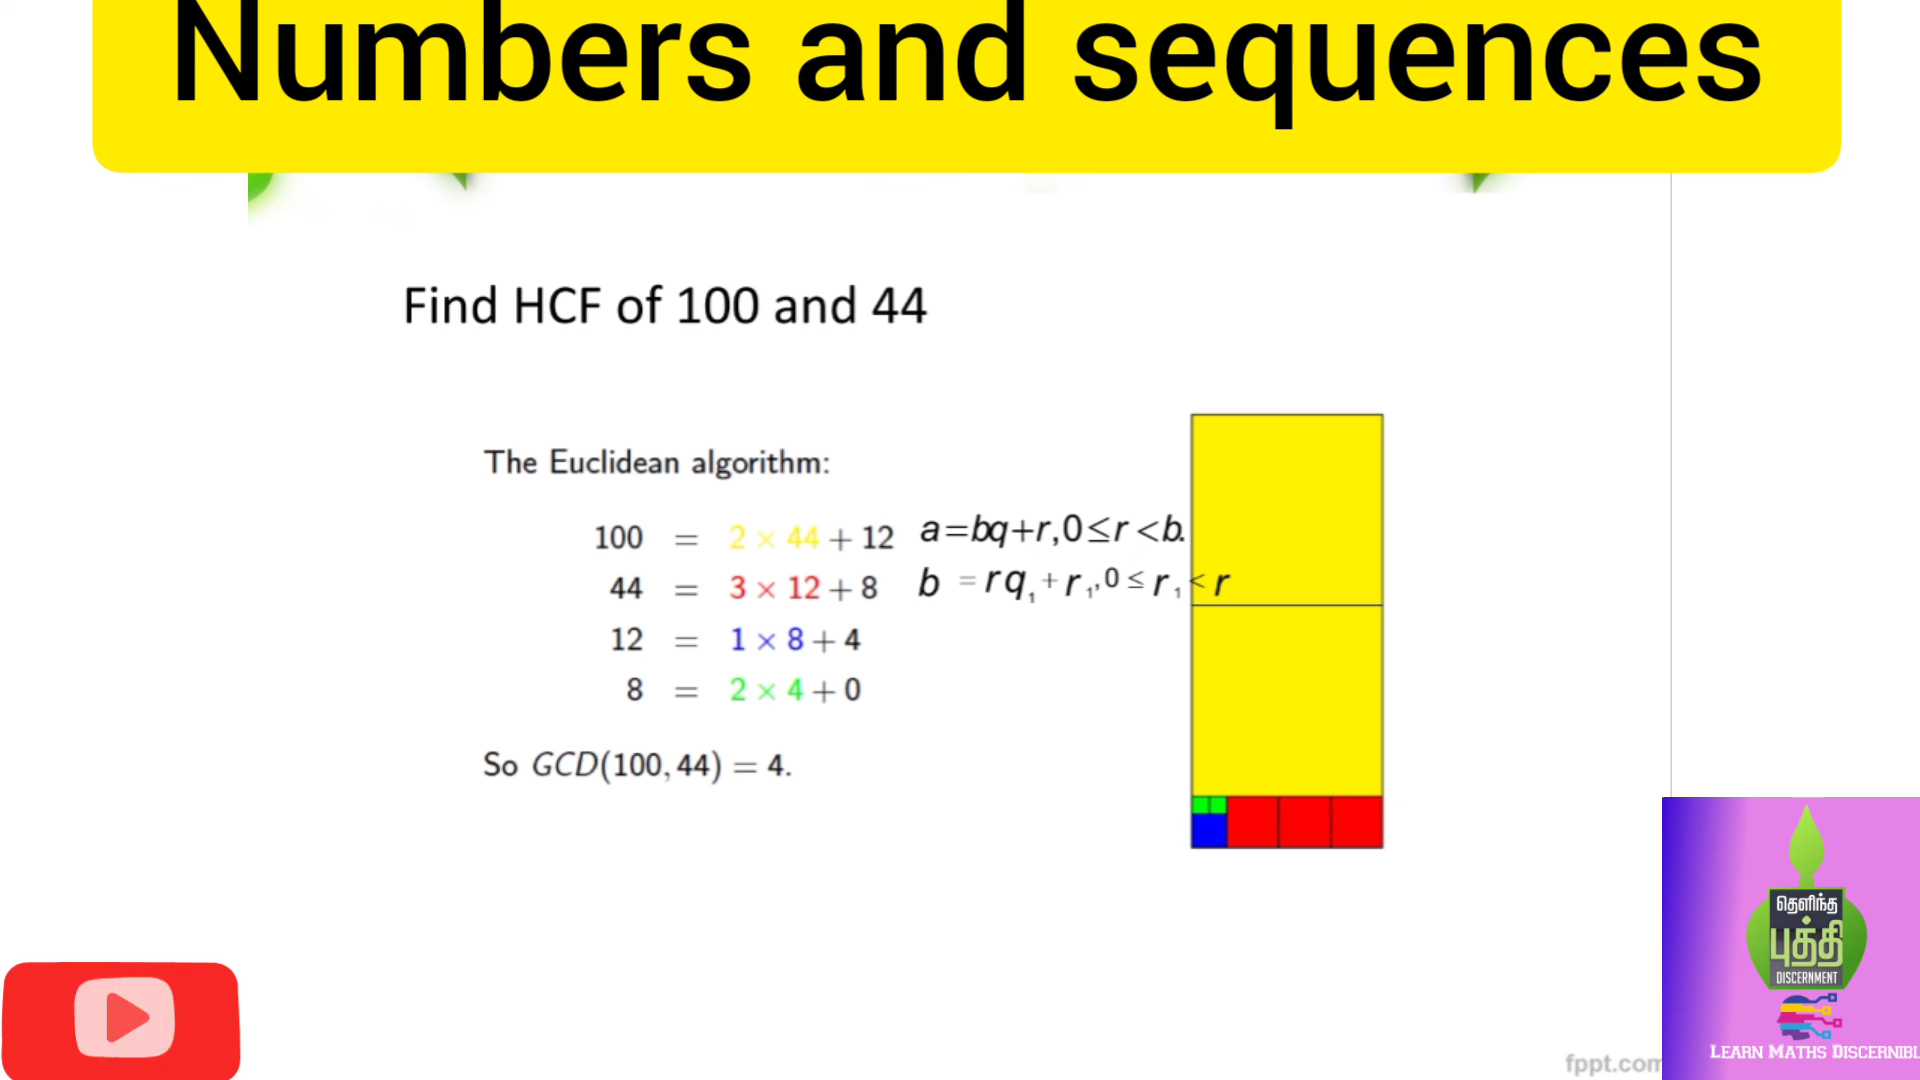 Numbers and sequences
Find HCF of 100 and 44
The Euclidean algorithm:
100 = 2 × 44 + 12 a=bq+r,0≤r<b.
44 = 3 × 12 + 8 b = rq₁ + r₁,0 ≤ r₁ < r
12 = 1 × 8 + 4
8 = 2 × 4 + 0
So GCD(100, 44) = 4.
தெளிந்த
புத்தி
DISCERNMENT
LEARN MATHS DISCERNIBL
fppt.com